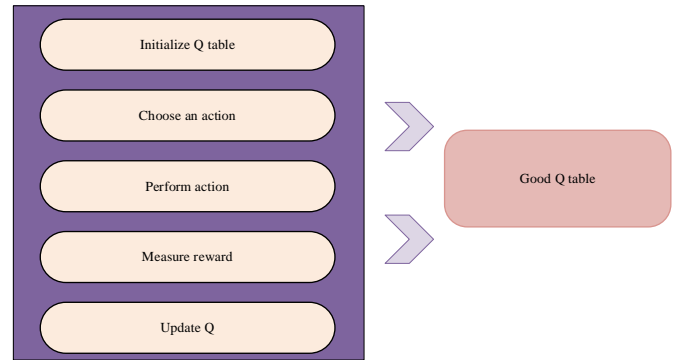 Initialize Q table
Choose an action
Perform action
Measure reward
Update Q
Good Q table